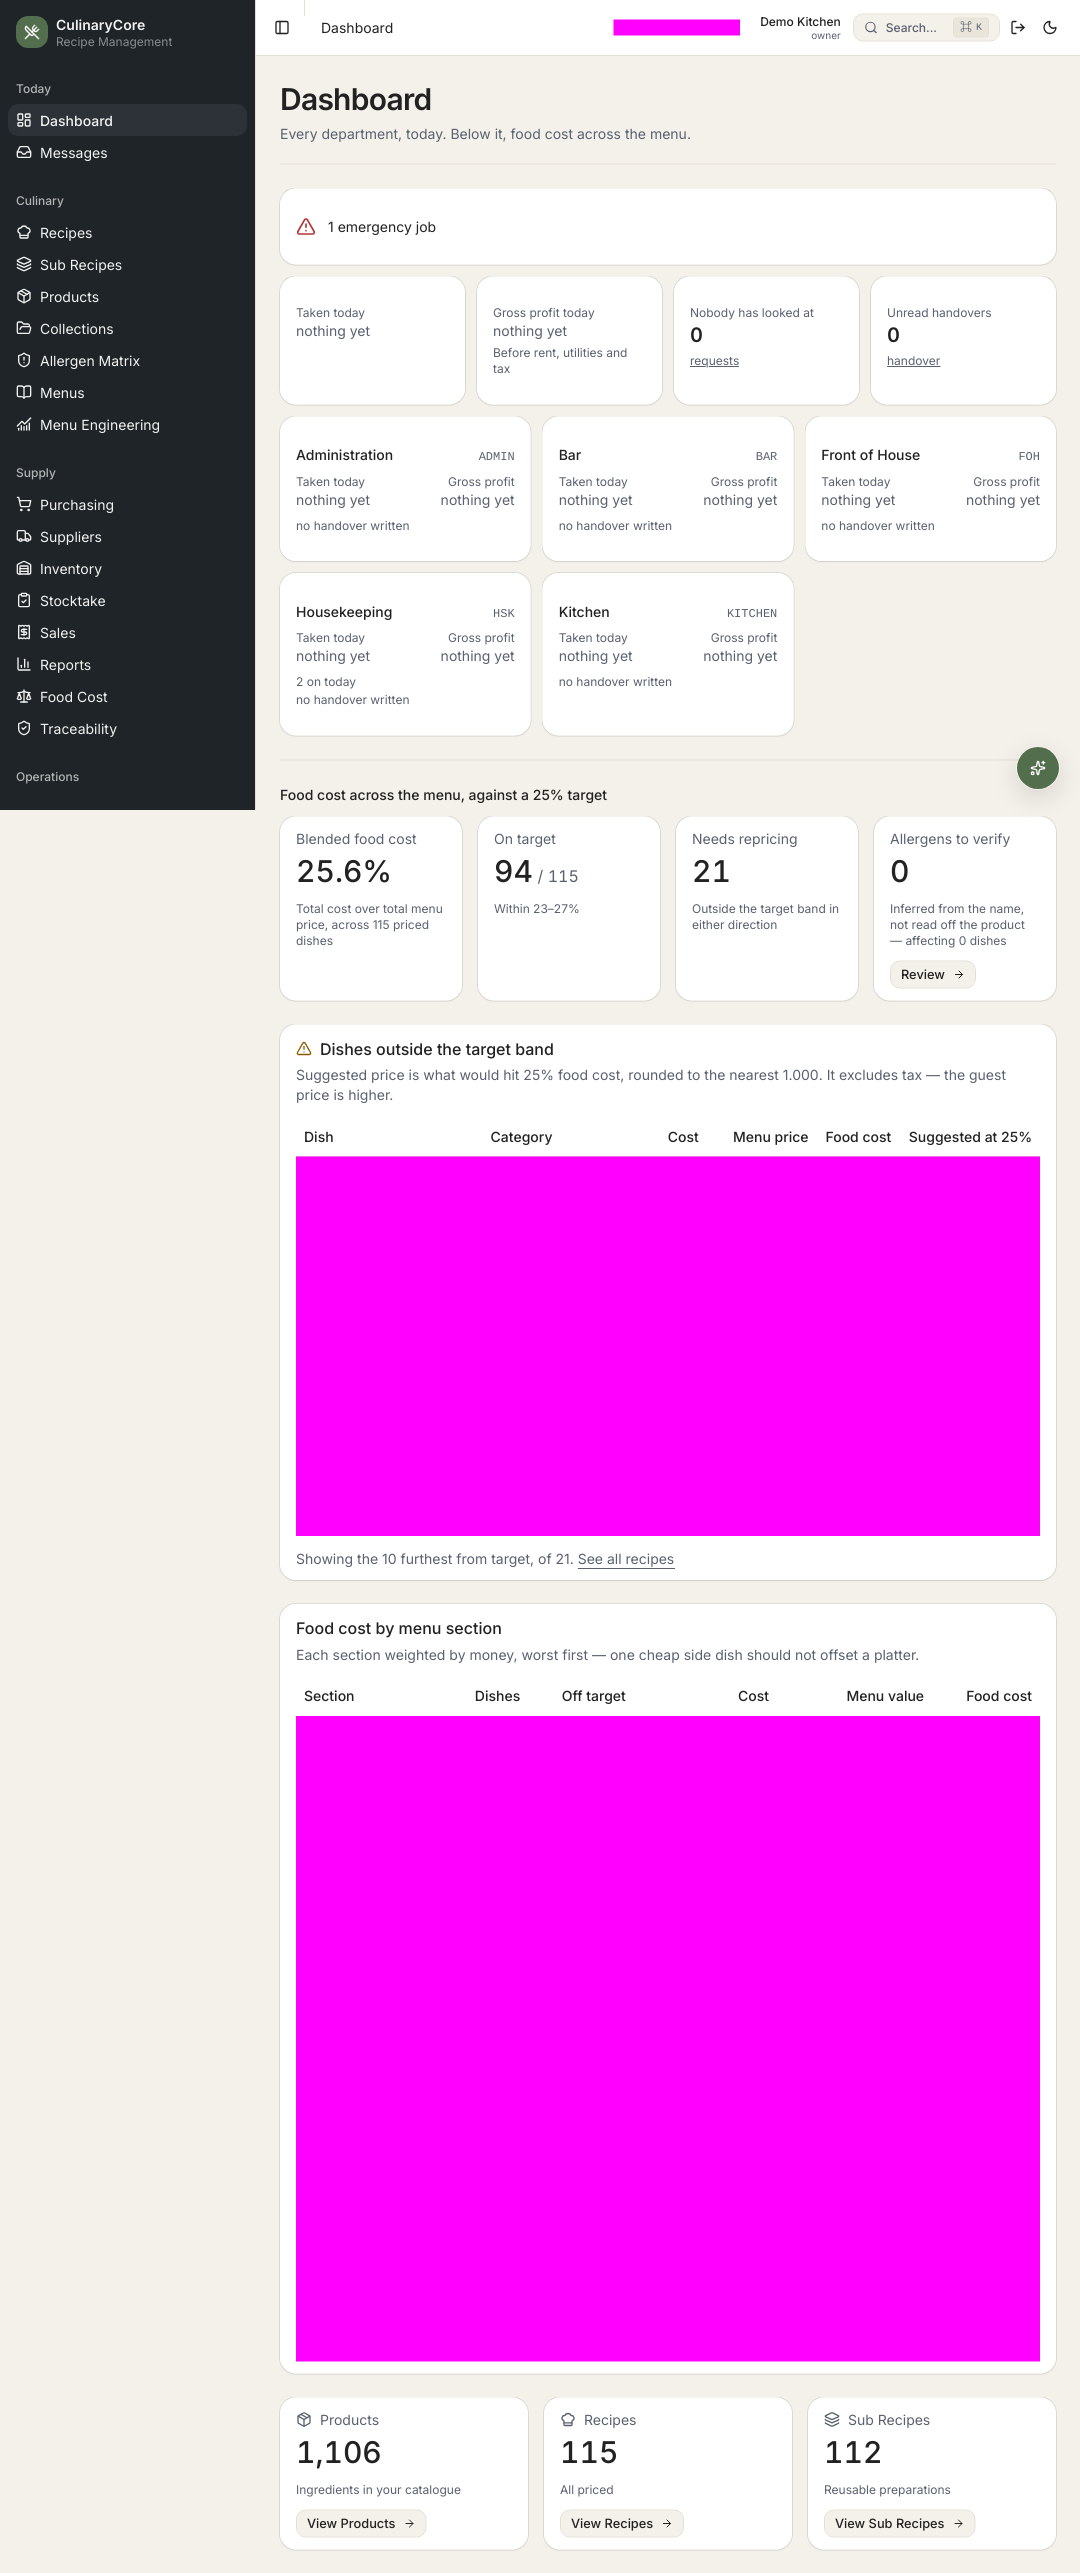 CulinaryCore
Recipe Management
Today
Dashboard
Messages
Culinary
Recipes
Sub Recipes
Products
Collections
Allergen Matrix
Menus
Menu Engineering
Supply
Purchasing
Suppliers
Inventory
Stocktake
Sales
Reports
Food Cost
Traceability
Operations
Dashboard
Demo Kitchen
owner
Search...
⌘ K
Dashboard
Every department, today. Below it, food cost across the menu.
1 emergency job
Taken today
nothing yet
Gross profit today
nothing yet
Before rent, utilities and
tax
Nobody has looked at
0
requests
Unread handovers
0
handover
Administration ADMIN
Taken today Gross profit
nothing yet nothing yet
no handover written
Bar BAR
Taken today Gross profit
nothing yet nothing yet
no handover written
Front of House FOH
Taken today Gross profit
nothing yet nothing yet
no handover written
Housekeeping HSK
Taken today Gross profit
nothing yet nothing yet
2 on today
no handover written
Kitchen KITCHEN
Taken today Gross profit
nothing yet nothing yet
no handover written
Food cost across the menu, against a 25% target
Blended food cost
25.6%
Total cost over total menu
price, across 115 priced
dishes
On target
94 / 115
Within 23–27%
Needs repricing
21
Outside the target band in
either direction
Allergens to verify
0
Inferred from the name,
not read off the product
— affecting 0 dishes
Review →
Dishes outside the target band
Suggested price is what would hit 25% food cost, rounded to the nearest 1.000. It excludes tax — the guest
price is higher.
Dish Category Cost Menu price Food cost Suggested at 25%
Showing the 10 furthest from target, of 21. See all recipes
Food cost by menu section
Each section weighted by money, worst first — one cheap side dish should not offset a platter.
Section Dishes Off target Cost Menu value Food cost
Products
1,106
Ingredients in your catalogue
View Products →
Recipes
115
All priced
View Recipes →
Sub Recipes
112
Reusable preparations
View Sub Recipes →